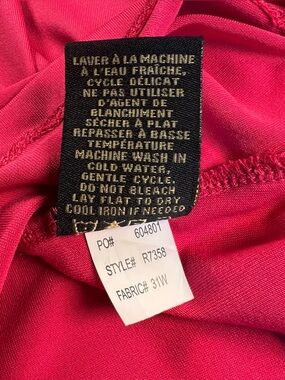 LAVER À LA MACHINE
À L'EAU FRAÎCHE,
CYCLE DÉLICAT
NE PAS UTILISER
D'AGENT DE
BLANCHIMENT
SÉCHER À PLAT
REPASSER À BASSE
TEMPÉRATURE
MACHINE WASH IN
COLD WATER,
GENTLE CYCLE.
DO NOT BLEACH
LAY FLAT TO DRY
COOL IRON IF NEEDED
PO# 604801
STYLE# R7358
FABRIC# 31W